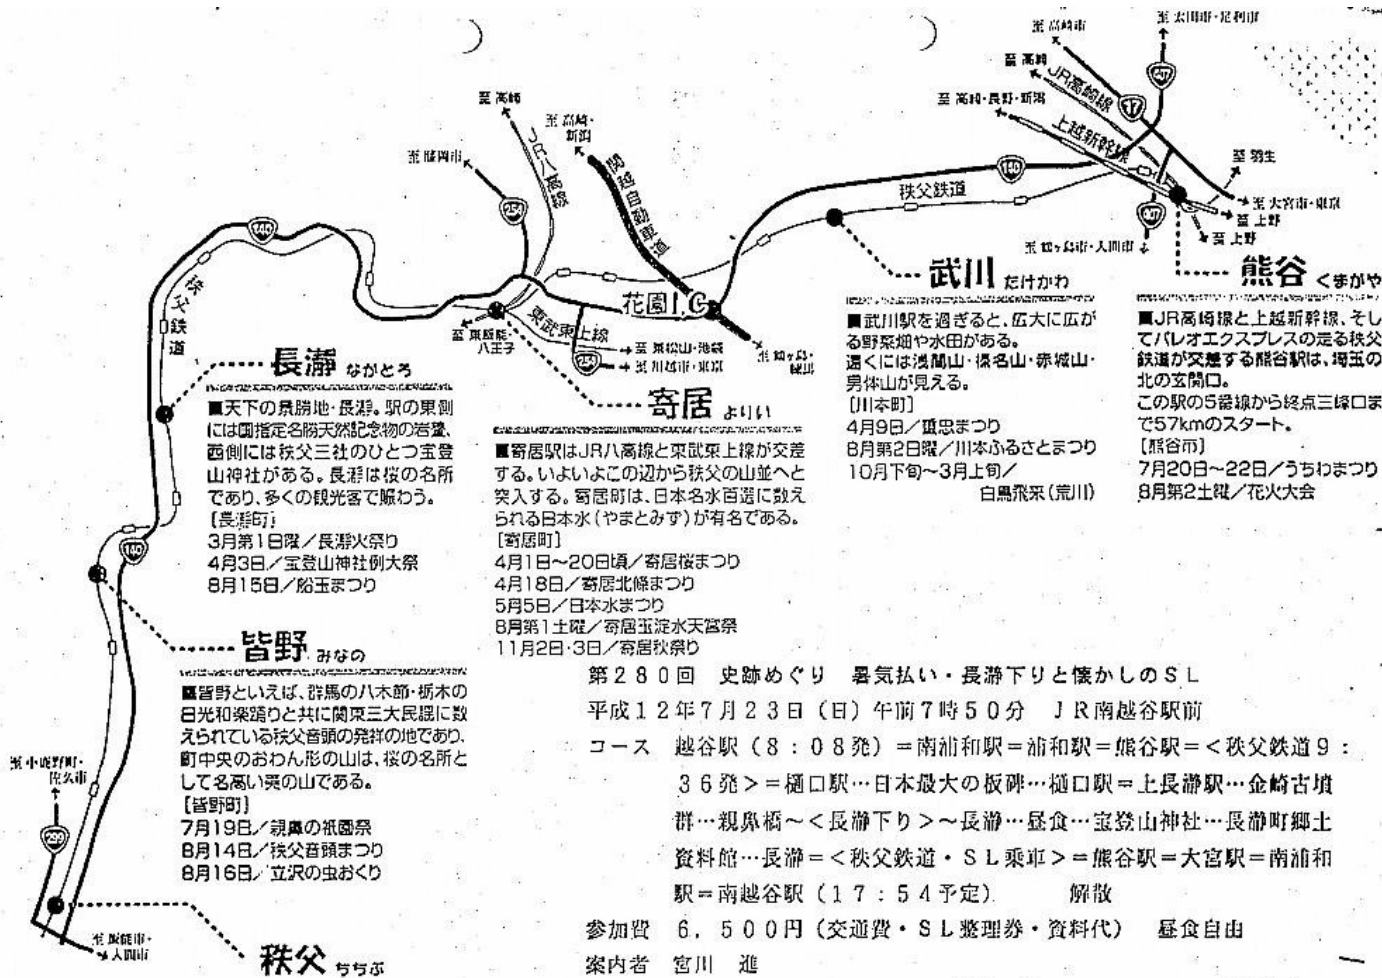 至 高崎市
至 太田市・足利市
至 高崎
JR高崎線
17
407
至 高崎・長野・新潟
上越新幹線
至 羽生
至 大宮市・東京
至 上野
至 上野
407
至 鶴ヶ島市・入間市
140
秩父鉄道
至 高崎
JR八高線
至 高崎・
新潟
関越自動車道
至 藤岡市
254
花園I.C
至 鶴ヶ島・
練馬
東武東上線
至 東飯能・
八王子
至 東松山・池袋
至 川越市・東京
254
140
秩父鉄道
140
熊谷 くまがや
■JR高崎線と上越新幹線、そし
てパレオエクスプレスの走る秩父
鉄道が交差する熊谷駅は、埼玉の
北の玄関口。
この駅の5番線から終点三峰口ま
で57kmのスタート。
[熊谷市]
7月20日〜22日/うちわまつり
8月第2土曜/花火大会
武川 たけかわ
■武川駅を過ぎると、広大に広が
る野菜畑や水田がある。
遠くには浅間山・榛名山・赤城山・
男体山が見える。
[川本町]
4月9日/重忠まつり
8月第2日曜/川本ふるさとまつり
10月下旬〜3月上旬/
白鳥飛来(荒川)
寄居 よりい
■寄居駅はJR八高線と東武東上線が交差
する。いよいよこの辺から秩父の山並へと
突入する。寄居町は、日本名水百選に数え
られる日本水(やまとみず)が有名である。
[寄居町]
4月1日〜20日頃/寄居桜まつり
4月18日/寄居北條まつり
5月5日/日本水まつり
8月第1土曜/寄居玉淀水天宮祭
11月2日・3日/寄居秋祭り
長瀞 ながとろ
■天下の景勝地・長瀞。駅の東側
には国指定名勝天然記念物の岩畳、
西側には秩父三社のひとつ宝登
山神社がある。長瀞は桜の名所
であり、多くの観光客で賑わう。
[長瀞町]
3月第1日曜/長瀞火祭り
4月3日/宝登山神社例大祭
8月15日/船玉まつり
皆野 みなの
■皆野といえば、群馬の八木節・栃木の
日光和楽踊りと共に関東三大民謡に数
えられている秩父音頭の発祥の地であり、
町中央のおわん形の山は、桜の名所と
して名高い美の山である。
[皆野町]
7月19日/親鼻の祇園祭
8月14日/秩父音頭まつり
8月16日/立沢の虫おくり
至 小鹿野町・
佐久市
299
至 飯能市・
入間市
秩父 ちちぶ
第280回 史跡めぐり 暑気払い・長瀞下りと懐かしのSL
平成12年7月23日(日)午前7時50分 JR南越谷駅前
コース 越谷駅(8:08発)=南浦和駅=浦和駅=熊谷駅=<秩父鉄道9:
36発>=樋口駅…日本最大の板碑…樋口駅=上長瀞駅…金崎古墳
群…親鼻橋〜<長瀞下り>〜長瀞…昼食…宝登山神社…長瀞町郷土
資料館…長瀞=<秩父鉄道・SL乗車>=熊谷駅=大宮駅=南浦和
駅=南越谷駅(17:54予定) 解散
参加費 6,500円(交通費・SL整理券・資料代) 昼食自由
案内者 宮川 進